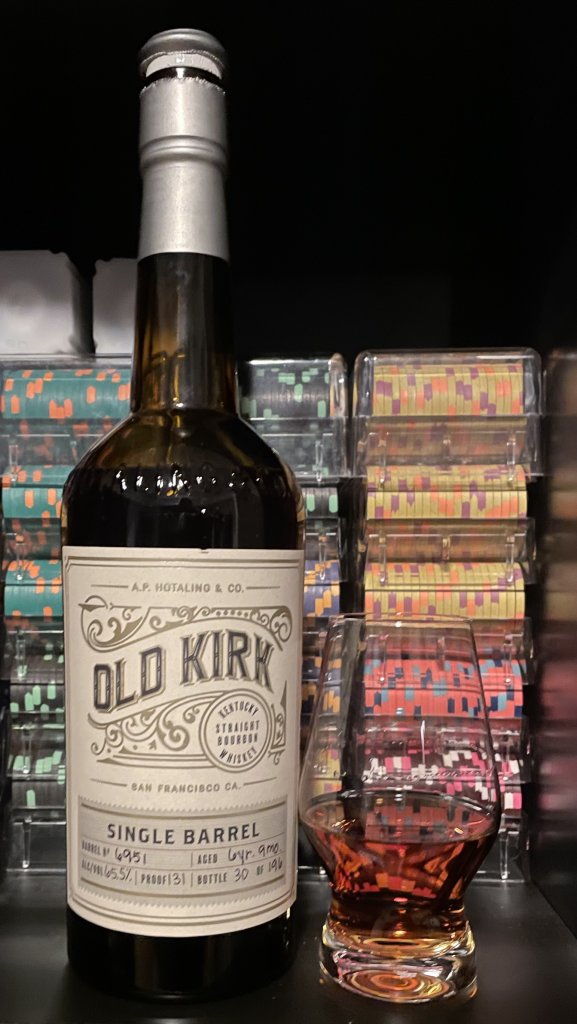 A.P. HOTALING & CO.
OLD KIRK
KENTUCKY
STRAIGHT
BOURBON
WHISKEY
SAN FRANCISCO CA.
SINGLE BARREL
BARREL Nº 6951 AGED 6yr. 9mo.
ALC/VOL 65.5% PROOF 131 BOTTLE 30 OF 196